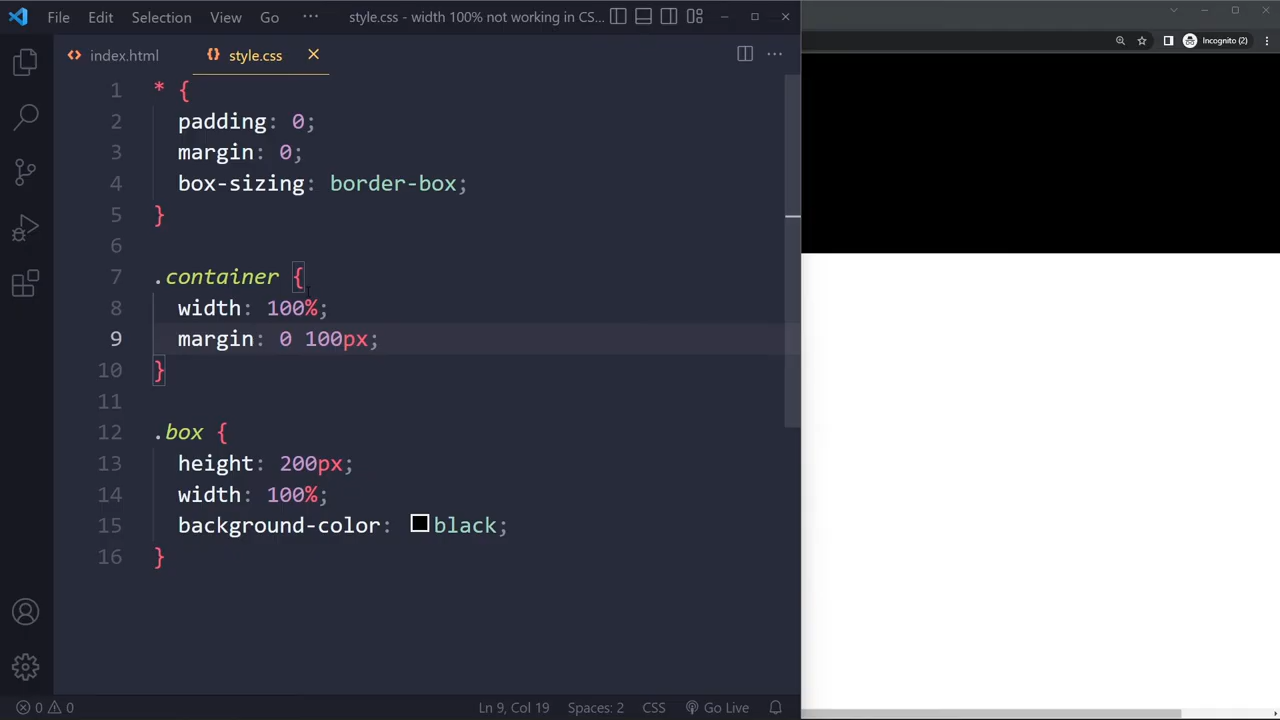 File Edit Selection View Go ··· style.css - width 100% not working in CS...
Incognito (2)
index.html style.css
1 * {
2 padding: 0;
3 margin: 0;
4 box-sizing: border-box;
5 }
6
7 .container {
8 width: 100%;
9 margin: 0 100px;
10 }
11
12 .box {
13 height: 200px;
14 width: 100%;
15 background-color: black;
16 }
0 0 Ln 9, Col 19 Spaces: 2 CSS Go Live